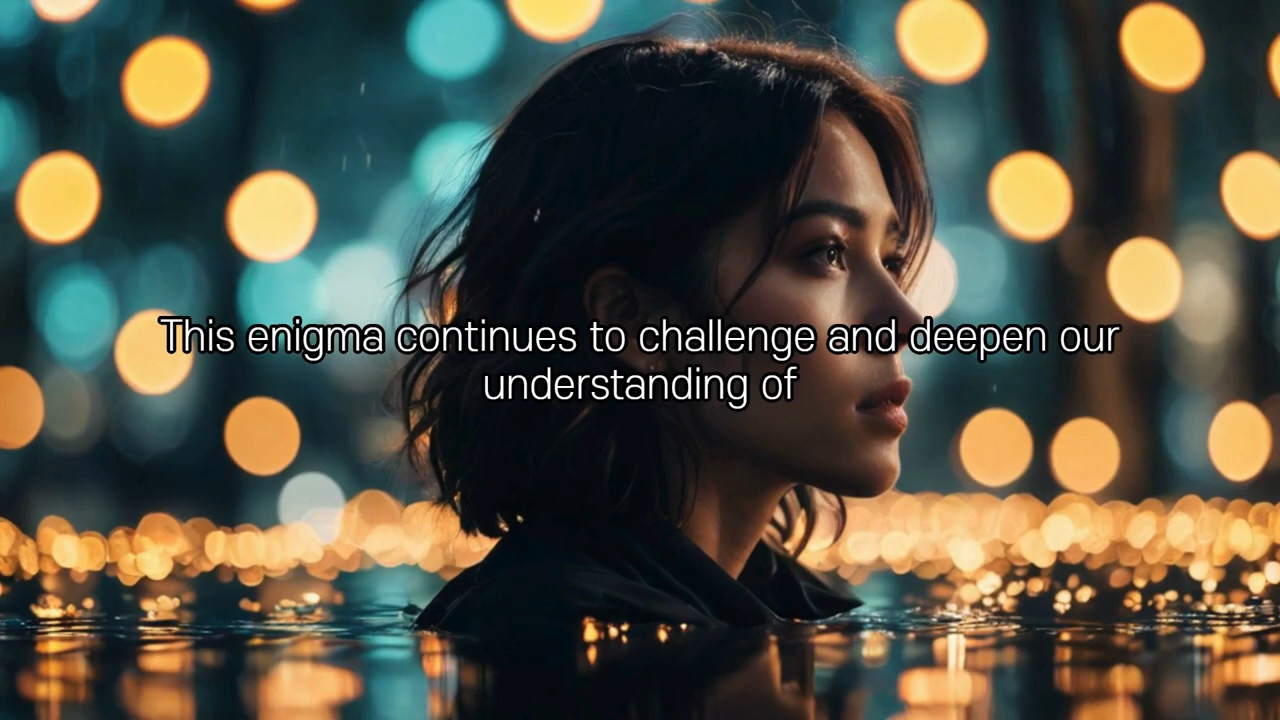 This enigma continues to challenge and deepen our
understanding of